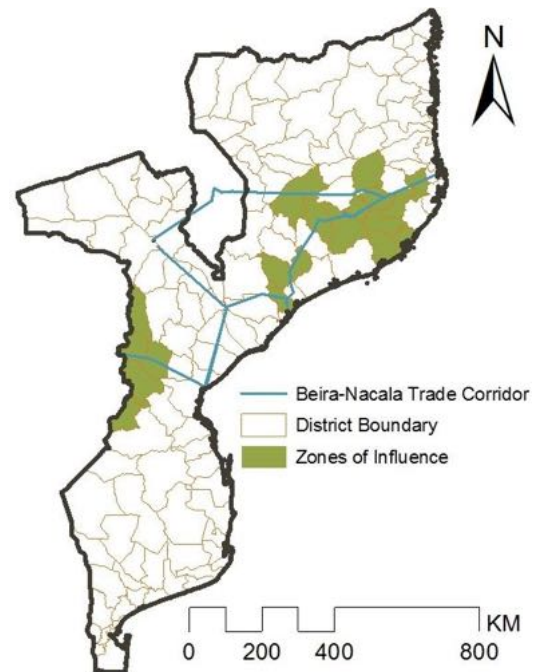 N
Beira-Nacala Trade Corridor
District Boundary
Zones of Influence
KM
0 200 400 800